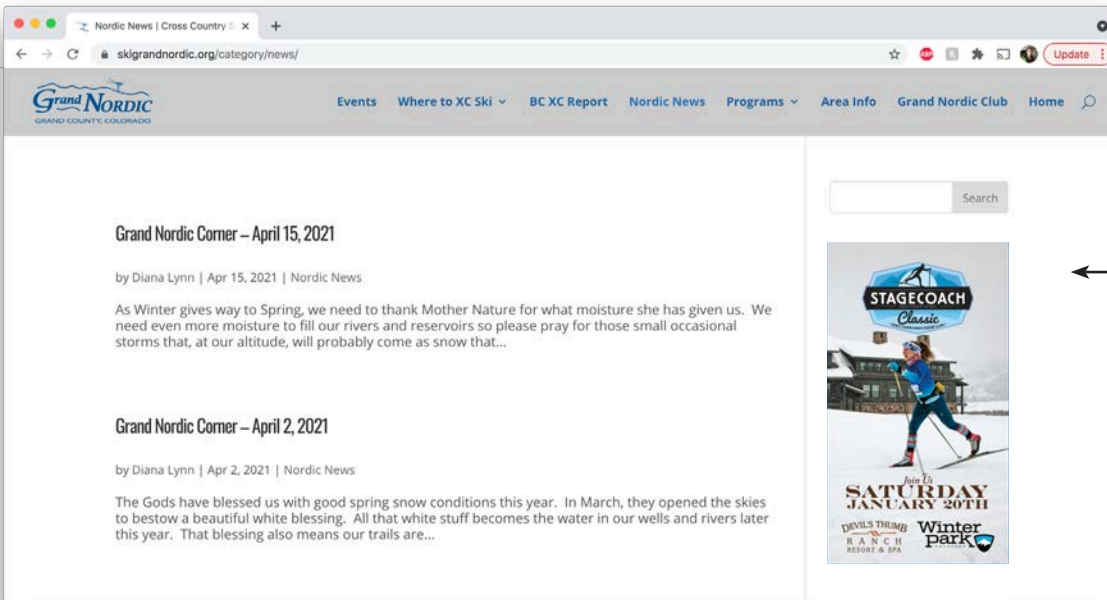 Nordic News | Cross Country S
skigrandnordic.org/category/news/
ABP
Update
Grand NORDIC
GRAND COUNTY, COLORADO
Events Where to XC Ski BC XC Report Nordic News Programs Area Info Grand Nordic Club Home
Search
Grand Nordic Corner – April 15, 2021
by Diana Lynn | Apr 15, 2021 | Nordic News
As Winter gives way to Spring, we need to thank Mother Nature for what moisture she has given us. We
need even more moisture to fill our rivers and reservoirs so please pray for those small occasional
storms that, at our altitude, will probably come as snow that...
Grand Nordic Corner – April 2, 2021
by Diana Lynn | Apr 2, 2021 | Nordic News
The Gods have blessed us with good spring snow conditions this year. In March, they opened the skies
to bestow a beautiful white blessing. All that white stuff becomes the water in our wells and rivers later
this year. That blessing also means our trails are...
STAGECOACH
Classic
Join Us
SATURDAY
JANUARY 20TH
DEVIL'S THUMB
RANCH
RESORT & SPA
Winter
park